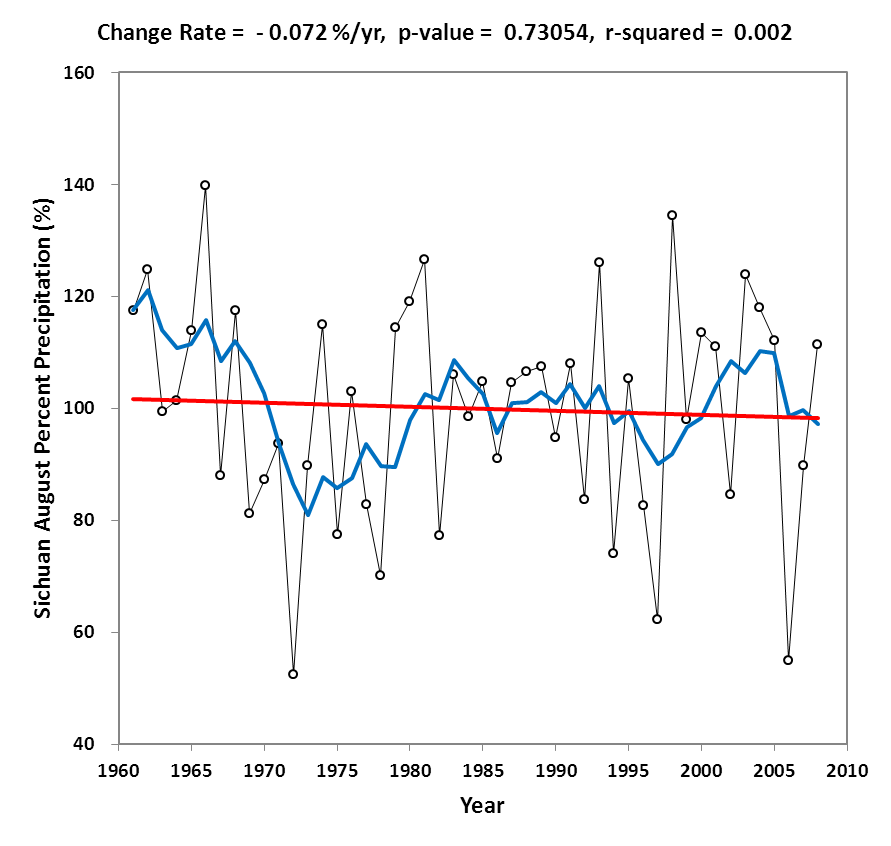 Change Rate = - 0.072 %/yr, p-value = 0.73054, r-squared = 0.002
160
140
120
100
80
60
40
Sichuan August Percent Precipitation (%)
1960 1965 1970 1975 1980 1985 1990 1995 2000 2005 2010
Year